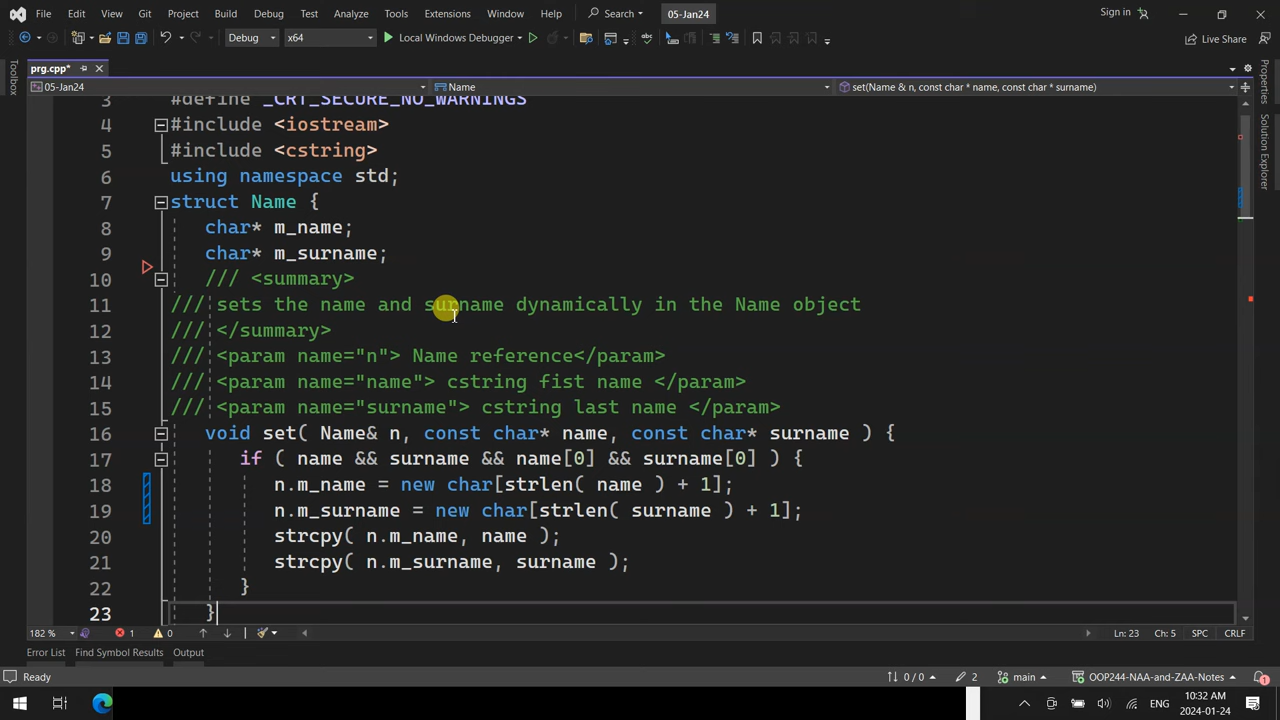 File Edit View Git Project Build Debug Test Analyze Tools Extensions Window Help Search 05-Jan24 Sign in
Debug x64 Local Windows Debugger Live Share
prg.cpp*
05-Jan24 Name set(Name & n, const char * name, const char * surname)
Toolbox
Properties
Solution Explorer
3 #define _CRT_SECURE_NO_WARNINGS
4 #include <iostream>
5 #include <cstring>
6 using namespace std;
7 struct Name {
8 char* m_name;
9 char* m_surname;
10 /// <summary>
11 /// sets the name and surname dynamically in the Name object
12 /// </summary>
13 /// <param name="n"> Name reference</param>
14 /// <param name="name"> cstring fist name </param>
15 /// <param name="surname"> cstring last name </param>
16 void set( Name& n, const char* name, const char* surname ) {
17 if ( name && surname && name[0] && surname[0] ) {
18 n.m_name = new char[strlen( name ) + 1];
19 n.m_surname = new char[strlen( surname ) + 1];
20 strcpy( n.m_name, name );
21 strcpy( n.m_surname, surname );
22 }
23 }
182 % 1 0 Ln: 23 Ch: 5 SPC CRLF
Error List Find Symbol Results Output
Ready 0 / 0 2 main OOP244-NAA-and-ZAA-Notes 1
ENG 10:32 AM
2024-01-24